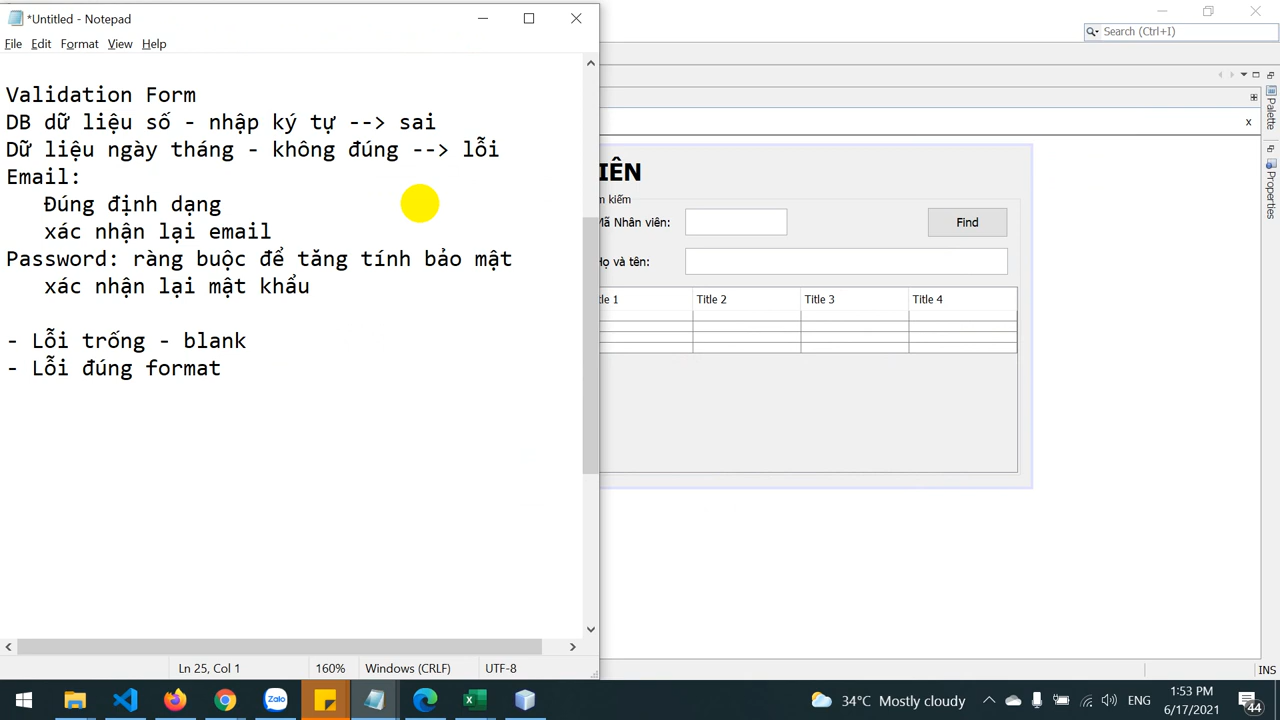 *Untitled - Notepad
File Edit Format View Help
Search (Ctrl+I)
Validation Form
DB dữ liệu số - nhập ký tự --> sai
Dữ liệu ngày tháng - không đúng --> lỗi
Email:
Đúng định dạng
xác nhận lại email
Password: ràng buộc để tăng tính bảo mật
xác nhận lại mật khẩu
- Lỗi trống - blank
- Lỗi đúng format
IÊN
m kiếm
Mã Nhân viên:
Find
Họ và tên:
tle 1 Title 2 Title 3 Title 4
Palette
Properties
x
Ln 25, Col 1 160% Windows (CRLF) UTF-8
INS
Zalo
34°C Mostly cloudy
ENG
1:53 PM
6/17/2021
44